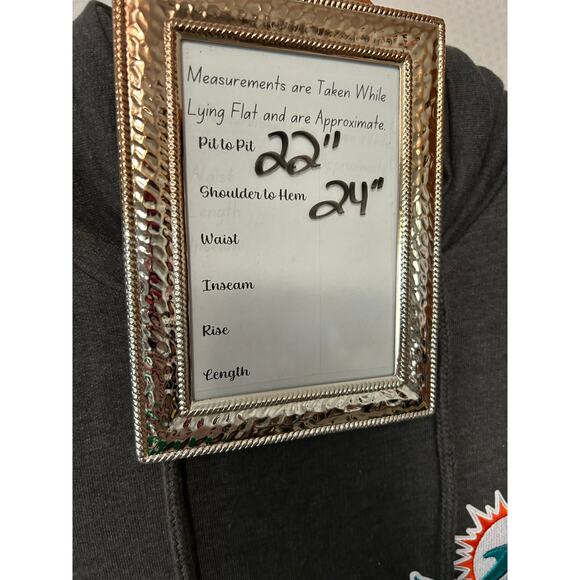 Measurements are Taken While
Lying Flat and are Approximate.
Pit to Pit 22"
Shoulder to Hem 24"
Waist
Inseam
Rise
Length